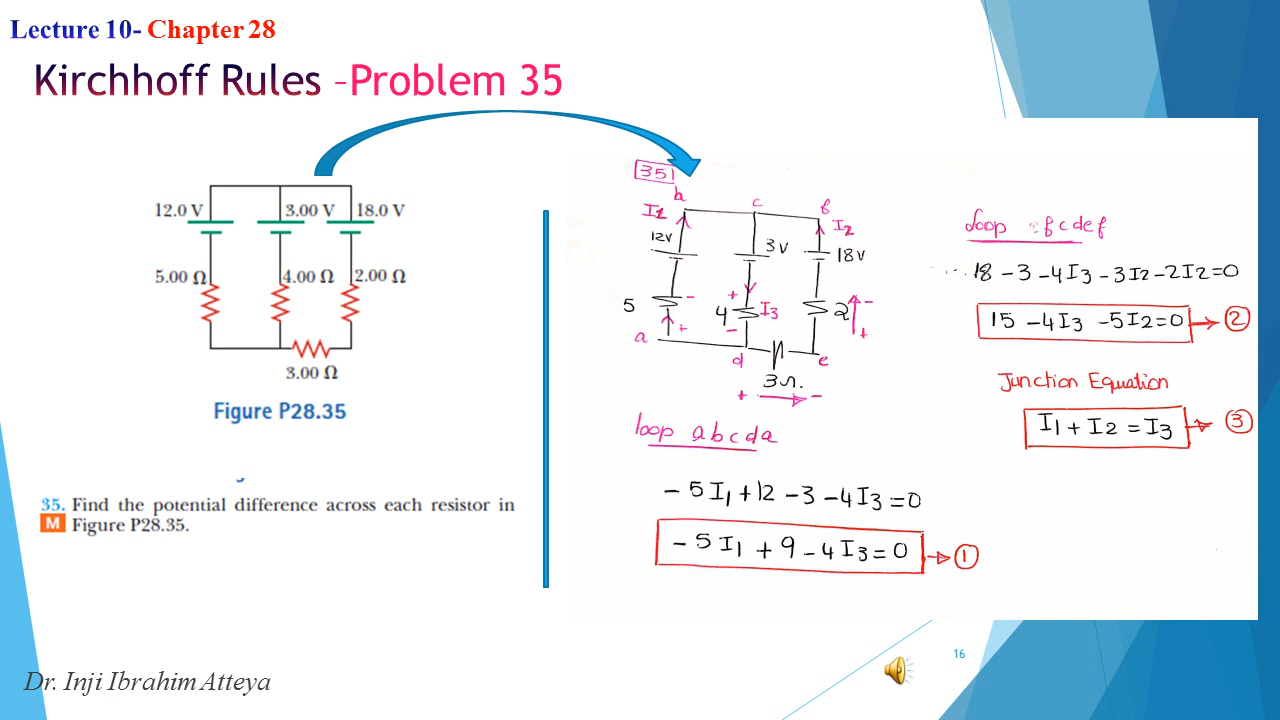 Lecture 10- Chapter 28
Kirchhoff Rules –Problem 35
12.0 V
3.00 V
18.0 V
5.00 Ω
4.00 Ω
2.00 Ω
3.00 Ω
Figure P28.35
35. Find the potential difference across each resistor in
M Figure P28.35.
35
b
c
f
I1
I2
12V
3V
18V
5
4
I3
2
+
-
+
-
-
+
a
d
e
3Ω.
+ -
loop abcda
- 5I1 +12 -3 -4I3 =0
- 5I1 + 9 - 4I3 = 0
1
loop fcdef
18 -3 -4I3 -3I2 -2I2 =0
15 -4I3 -5I2 =0
2
Junction Equation
I1 + I2 = I3
3
16
Dr. Inji Ibrahim Atteya